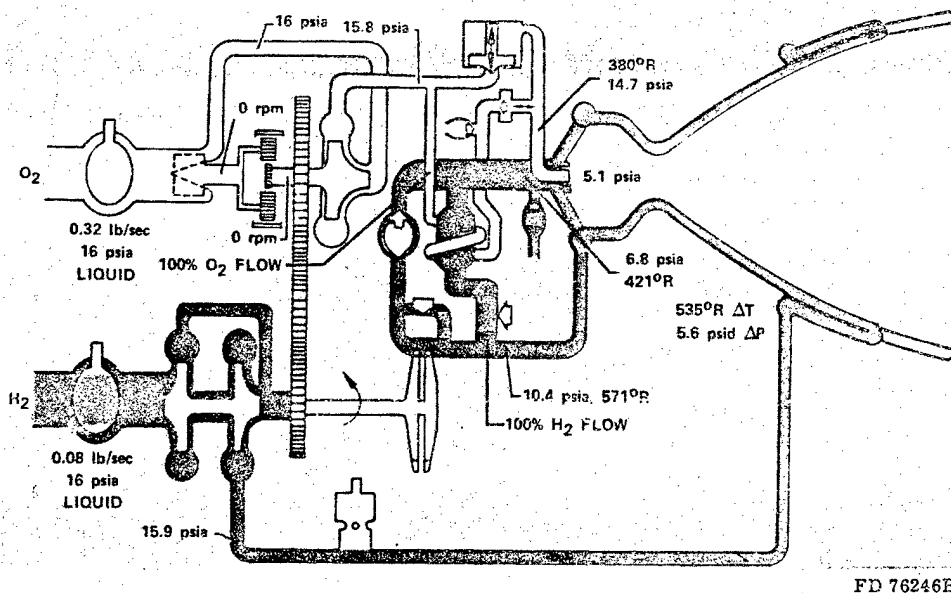 16 psia
15.8 psia
380°R
14.7 psia
0 rpm
O2
5.1 psia
0.32 lb/sec
16 psia
LIQUID
0 rpm
100% O2 FLOW
6.8 psia
421°R
535°R ΔT
5.6 psid ΔP
H2
10.4 psia, 571°R
100% H2 FLOW
0.08 lb/sec
16 psia
LIQUID
15.9 psia
FD 76246B